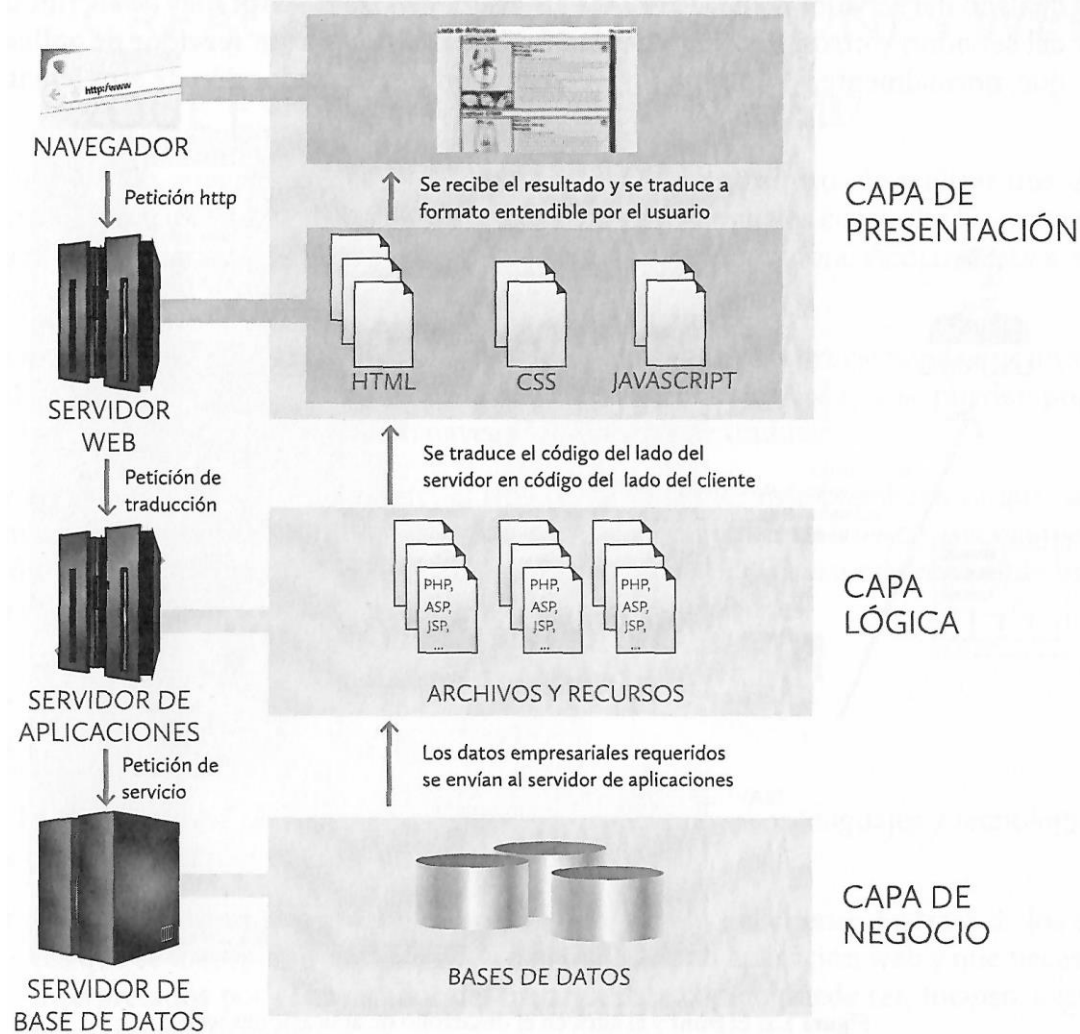 Lista de Artículos
http://www
NAVEGADOR
Petición http
Se recibe el resultado y se traduce a
formato entendible por el usuario
CAPA DE
PRESENTACIÓN
HTML
CSS
JAVASCRIPT
SERVIDOR
WEB
Petición de
traducción
Se traduce el código del lado del
servidor en código del lado del cliente
PHP,
ASP,
JSP,
...
PHP,
ASP,
JSP,
...
PHP,
ASP,
JSP,
...
CAPA
LÓGICA
ARCHIVOS Y RECURSOS
SERVIDOR DE
APLICACIONES
Petición de
servicio
Los datos empresariales requeridos
se envían al servidor de aplicaciones
CAPA DE
NEGOCIO
BASES DE DATOS
SERVIDOR DE
BASE DE DATOS